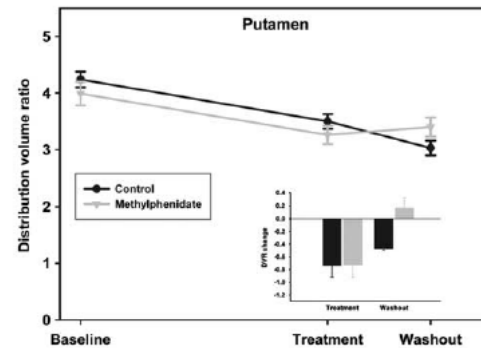 Putamen
Distribution volume ratio
5
4
3
2
1
0
Control
Methylphenidate
DVR change
0.4
0.2
0.0
-0.2
-0.4
-0.6
-0.8
-1.0
-1.2
Treatment Washout
Baseline Treatment Washout